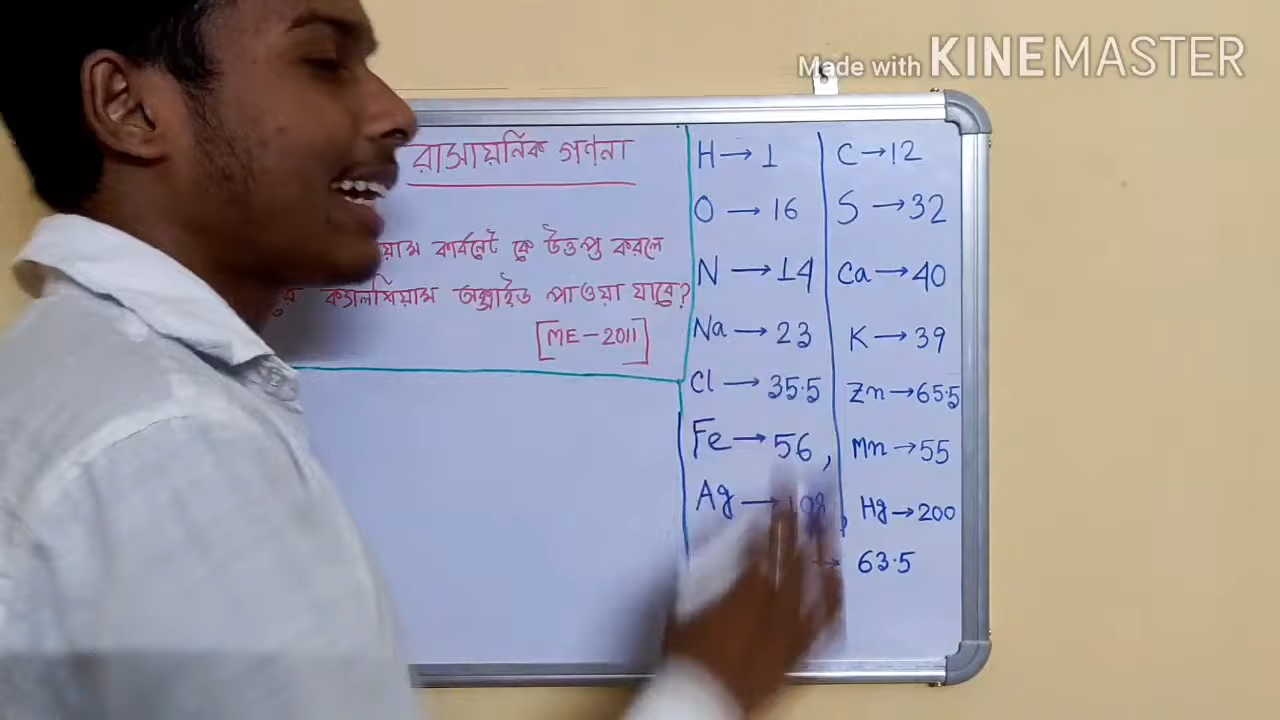 Made with KINEMASTER
রাসায়নিক গণনা
কার্বনেট কে উত্তপ্ত করলে
ক্যালশিয়াম অক্সাইড পাওয়া যাবে?
[ME-2011]
H → 1
O → 16
N → 14
Na → 23
Cl → 35.5
Fe → 56,
Ag →
C → 12
S → 32
Ca → 40
K → 39
Zn → 65.5
Mn → 55
Hg → 200
→ 63.5